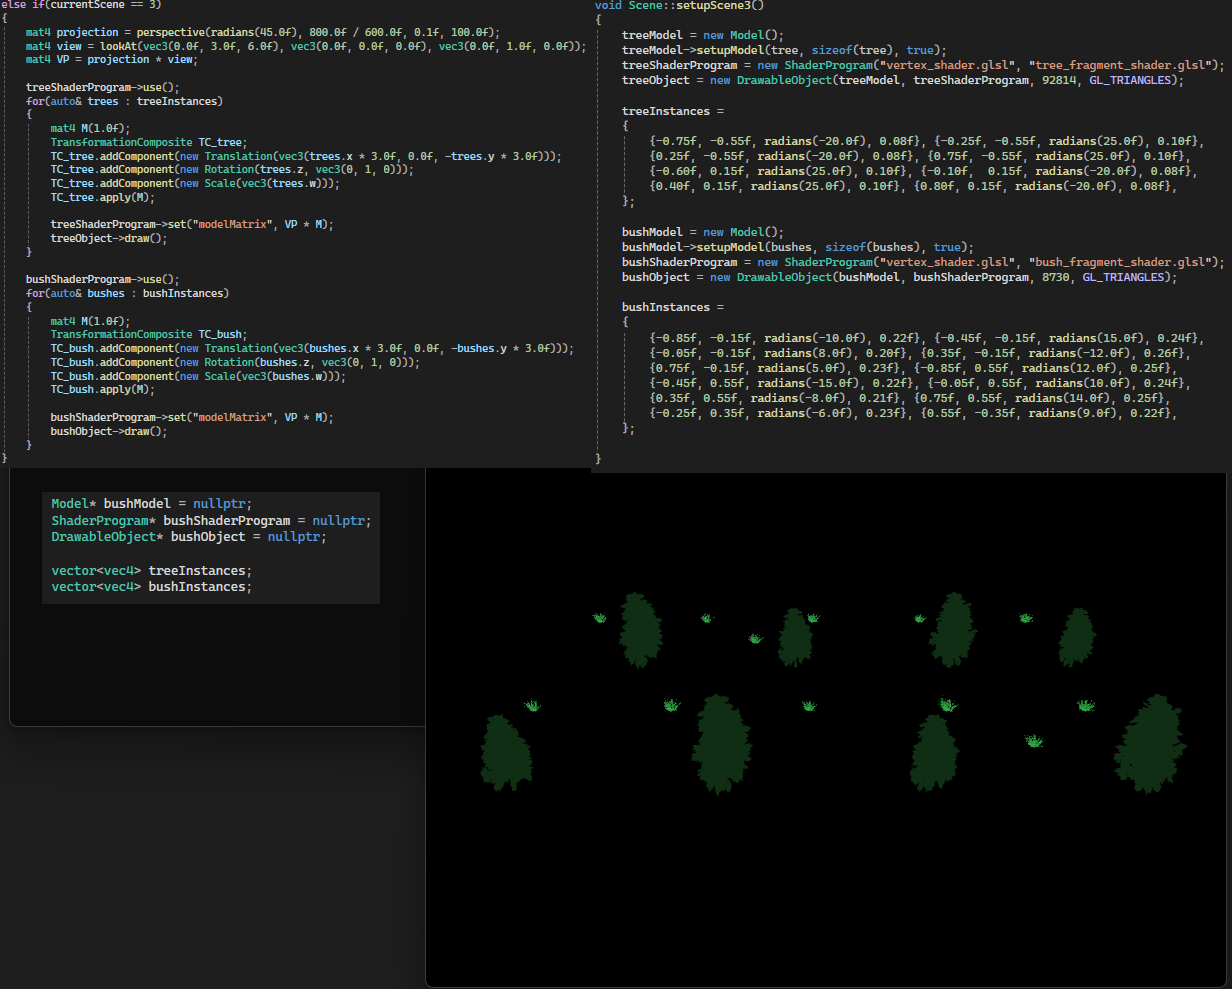 else if(currentScene == 3)
{
    mat4 projection = perspective(radians(45.0f), 800.0f / 600.0f, 0.1f, 100.0f);
    mat4 view = lookAt(vec3(0.0f, 3.0f, 6.0f), vec3(0.0f, 0.0f, 0.0f), vec3(0.0f, 1.0f, 0.0f));
    mat4 VP = projection * view;

    treeShaderProgram->use();
    for(auto& trees : treeInstances)
    {
        mat4 M(1.0f);
        TransformationComposite TC_tree;
        TC_tree.addComponent(new Translation(vec3(trees.x * 3.0f, 0.0f, -trees.y * 3.0f)));
        TC_tree.addComponent(new Rotation(trees.z, vec3(0, 1, 0)));
        TC_tree.addComponent(new Scale(vec3(trees.w)));
        TC_tree.apply(M);

        treeShaderProgram->set("modelMatrix", VP * M);
        treeObject->draw();
    }

    bushShaderProgram->use();
    for(auto& bushes : bushInstances)
    {
        mat4 M(1.0f);
        TransformationComposite TC_bush;
        TC_bush.addComponent(new Translation(vec3(bushes.x * 3.0f, 0.0f, -bushes.y * 3.0f)));
        TC_bush.addComponent(new Rotation(bushes.z, vec3(0, 1, 0)));
        TC_bush.addComponent(new Scale(vec3(bushes.w)));
        TC_bush.apply(M);

        bushShaderProgram->set("modelMatrix", VP * M);
        bushObject->draw();
    }
}
void Scene::setupScene3()
{
    treeModel = new Model();
    treeModel->setupModel(tree, sizeof(tree), true);
    treeShaderProgram = new ShaderProgram("vertex_shader.glsl", "tree_fragment_shader.glsl");
    treeObject = new DrawableObject(treeModel, treeShaderProgram, 92814, GL_TRIANGLES);

    treeInstances =
    {
        {-0.75f, -0.55f, radians(-20.0f), 0.08f}, {-0.25f, -0.55f, radians(25.0f), 0.10f},
        {0.25f, -0.55f, radians(-20.0f), 0.08f}, {0.75f, -0.55f, radians(25.0f), 0.10f},
        {-0.60f, 0.15f, radians(25.0f), 0.10f}, {-0.10f,  0.15f, radians(-20.0f), 0.08f},
        {0.40f, 0.15f, radians(25.0f), 0.10f}, {0.80f, 0.15f, radians(-20.0f), 0.08f},
    };

    bushModel = new Model();
    bushModel->setupModel(bushes, sizeof(bushes), true);
    bushShaderProgram = new ShaderProgram("vertex_shader.glsl", "bush_fragment_shader.glsl");
    bushObject = new DrawableObject(bushModel, bushShaderProgram, 8730, GL_TRIANGLES);

    bushInstances =
    {
        {-0.85f, -0.15f, radians(-10.0f), 0.22f}, {-0.45f, -0.15f, radians(15.0f), 0.24f},
        {-0.05f, -0.15f, radians(8.0f), 0.20f}, {0.35f, -0.15f, radians(-12.0f), 0.26f},
        {0.75f, -0.15f, radians(5.0f), 0.23f}, {-0.85f, 0.55f, radians(12.0f), 0.25f},
        {-0.45f, 0.55f, radians(-15.0f), 0.22f}, {-0.05f, 0.55f, radians(10.0f), 0.24f},
        {0.35f, 0.55f, radians(-8.0f), 0.21f}, {0.75f, 0.55f, radians(14.0f), 0.25f},
        {-0.25f, 0.35f, radians(-6.0f), 0.23f}, {0.55f, -0.35f, radians(9.0f), 0.22f},
    };

}
Model* bushModel = nullptr;
ShaderProgram* bushShaderProgram = nullptr;
DrawableObject* bushObject = nullptr;

vector<vec4> treeInstances;
vector<vec4> bushInstances;